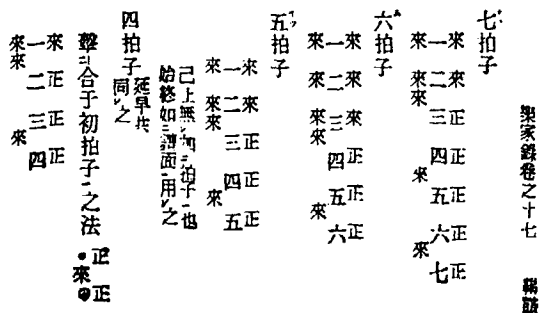 樂家錄卷之十七
七拍子
來 來 正 正 正
一 二 三 四 五 六 七
來 來來 來 來
六拍子
來 來 來 正 正 正 正
一 二 三 四 五 六
來 來 來來
五拍子
來 來 正 正 正
一 二 三 四 五
來 來來 來
已上無加拍子也
始終如譜面用之
四拍子 延早共同之
來 正 正 正
一 二 三 四
來來 來
擊合于初拍子之法 正 正
來